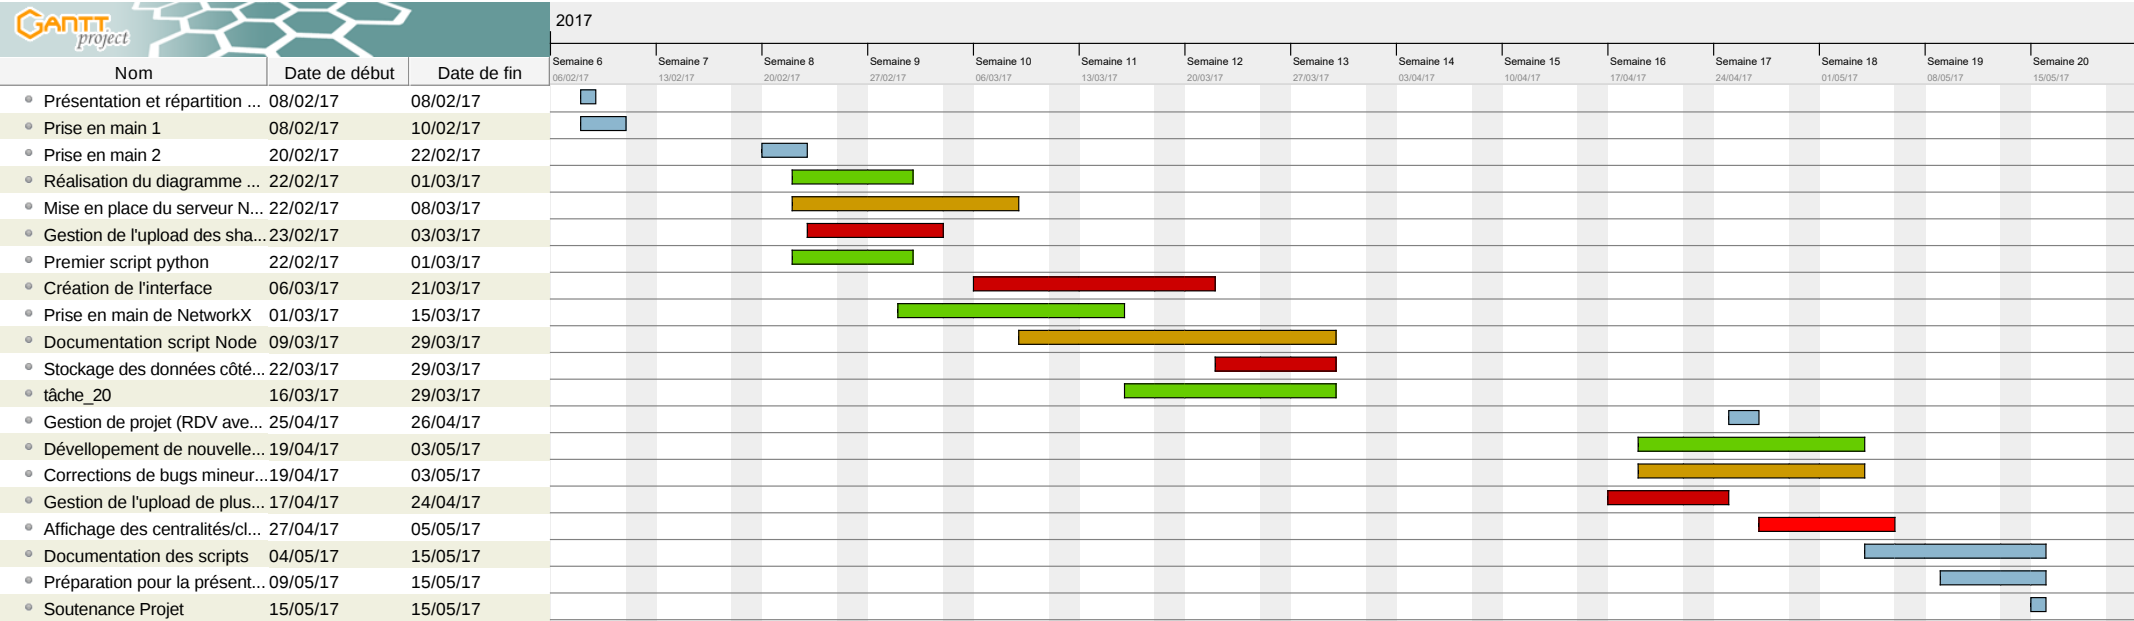 GANTT project
2017
Semaine 6 Semaine 7 Semaine 8 Semaine 9 Semaine 10 Semaine 11 Semaine 12 Semaine 13 Semaine 14 Semaine 15 Semaine 16 Semaine 17 Semaine 18 Semaine 19 Semaine 20
06/02/17 13/02/17 20/02/17 27/02/17 06/03/17 13/03/17 20/03/17 27/03/17 03/04/17 10/04/17 17/04/17 24/04/17 01/05/17 08/05/17 15/05/17
Nom Date de début Date de fin
Présentation et répartition ... 08/02/17 08/02/17
Prise en main 1 08/02/17 10/02/17
Prise en main 2 20/02/17 22/02/17
Réalisation du diagramme ... 22/02/17 01/03/17
Mise en place du serveur N... 22/02/17 08/03/17
Gestion de l'upload des sha... 23/02/17 03/03/17
Premier script python 22/02/17 01/03/17
Création de l'interface 06/03/17 21/03/17
Prise en main de NetworkX 01/03/17 15/03/17
Documentation script Node 09/03/17 29/03/17
Stockage des données côté... 22/03/17 29/03/17
tâche_20 16/03/17 29/03/17
Gestion de projet (RDV ave... 25/04/17 26/04/17
Dévellopement de nouvelle... 19/04/17 03/05/17
Corrections de bugs mineur... 19/04/17 03/05/17
Gestion de l'upload de plus... 17/04/17 24/04/17
Affichage des centralités/cl... 27/04/17 05/05/17
Documentation des scripts 04/05/17 15/05/17
Préparation pour la présent... 09/05/17 15/05/17
Soutenance Projet 15/05/17 15/05/17